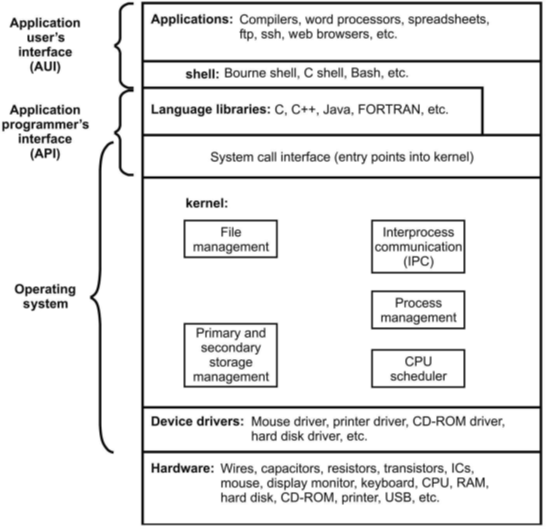 Application
user's
interface
(AUI)
Applications: Compilers, word processors, spreadsheets,
ftp, ssh, web browsers, etc.
shell: Bourne shell, C shell, Bash, etc.
Application
programmer's
interface
(API)
Language libraries: C, C++, Java, FORTRAN, etc.
System call interface (entry points into kernel)
Operating
system
kernel:
File
management
Interprocess
communication
(IPC)
Process
management
Primary and
secondary
storage
management
CPU
scheduler
Device drivers: Mouse driver, printer driver, CD-ROM driver,
hard disk driver, etc.
Hardware: Wires, capacitors, resistors, transistors, ICs,
mouse, display monitor, keyboard, CPU, RAM,
hard disk, CD-ROM, printer, USB, etc.